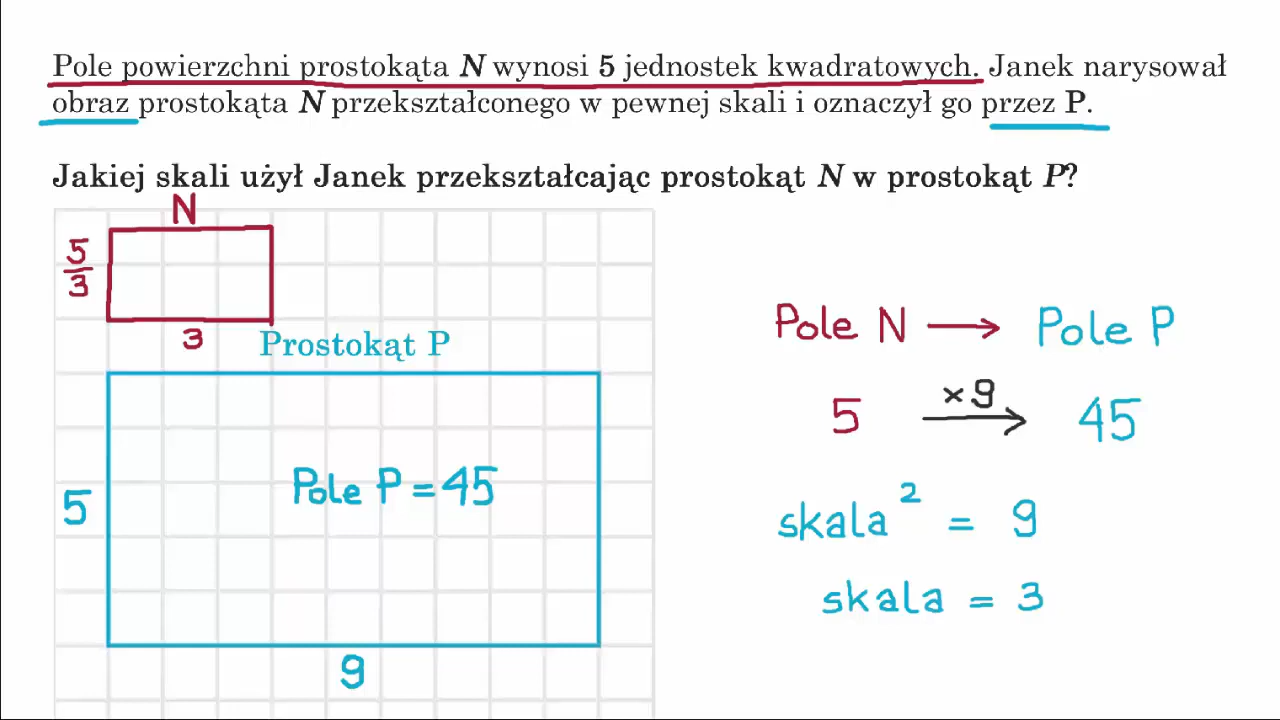 Pole powierzchni prostokąta N wynosi 5 jednostek kwadratowych. Janek narysował
obraz prostokąta N przekształconego w pewnej skali i oznaczył go przez P.
Jakiej skali użył Janek przekształcając prostokąt N w prostokąt P?
N
5/3
3
Prostokąt P
5
Pole P = 45
9
Pole N → Pole P
5 ×9 → 45
skala² = 9
skala = 3